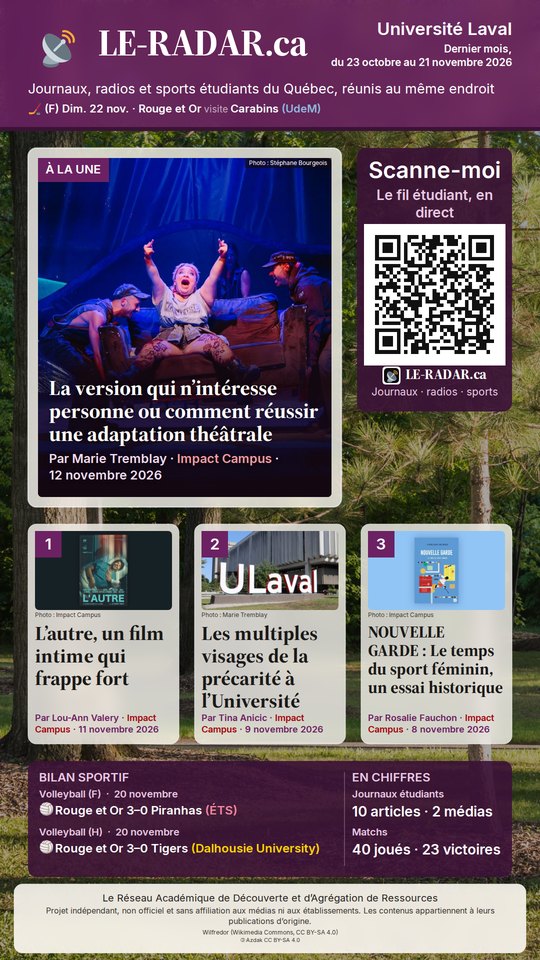 LE-RADAR.ca
Université Laval
Dernier mois,
du 23 octobre au 21 novembre 2026
Journaux, radios et sports étudiants du Québec, réunis au même endroit
(F) Dim. 22 nov. · Rouge et Or visite Carabins (UdeM)
À LA UNE
Photo : Stéphane Bourgeois
La version qui n'intéresse
personne ou comment réussir
une adaptation théâtrale
Par Marie Tremblay · Impact Campus ·
12 novembre 2026
Scanne-moi
Le fil étudiant, en
direct
LE-RADAR.ca
Journaux · radios · sports
1
L'AUTRE
Photo : Impact Campus
L'autre, un film
intime qui
frappe fort
Par Lou-Ann Valery · Impact
Campus · 11 novembre 2026
2
ULaval
Photo : Marie Tremblay
Les multiples
visages de la
précarité à
l'Université
Par Tina Anicic · Impact
Campus · 9 novembre 2026
3
NOUVELLE GARDE
Photo : Impact Campus
NOUVELLE
GARDE : Le temps
du sport féminin,
un essai historique
Par Rosalie Fauchon · Impact
Campus · 8 novembre 2026
BILAN SPORTIF
Volleyball (F) · 20 novembre
Rouge et Or 3–0 Piranhas (ÉTS)
Volleyball (H) · 20 novembre
Rouge et Or 3–0 Tigers (Dalhousie University)
EN CHIFFRES
Journaux étudiants
10 articles · 2 médias
Matchs
40 joués · 23 victoires
Le Réseau Académique de Découverte et d'Agrégation de Ressources
Projet indépendant, non officiel et sans affiliation aux médias ni aux établissements. Les contenus appartiennent à leurs
publications d'origine.
Wilfredor (Wikimedia Commons, CC BY-SA 4.0)
@Azdak CC BY-SA 4.0